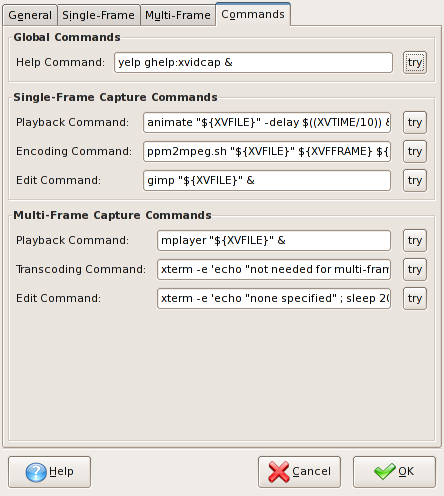 General Single-Frame Multi-Frame Commands
Global Commands
Help Command: yelp ghelp:xvidcap & try
Single-Frame Capture Commands
Playback Command: animate "${XVFILE}" -delay $((XVTIME/10)) & try
Encoding Command: ppm2mpeg.sh "${XVFILE}" ${XVFFRAME} ${ try
Edit Command: gimp "${XVFILE}" & try
Multi-Frame Capture Commands
Playback Command: mplayer "${XVFILE}" & try
Transcoding Command: xterm -e 'echo "not needed for multi-fram try
Edit Command: xterm -e 'echo "none specified" ; sleep 20 try
Help Cancel OK